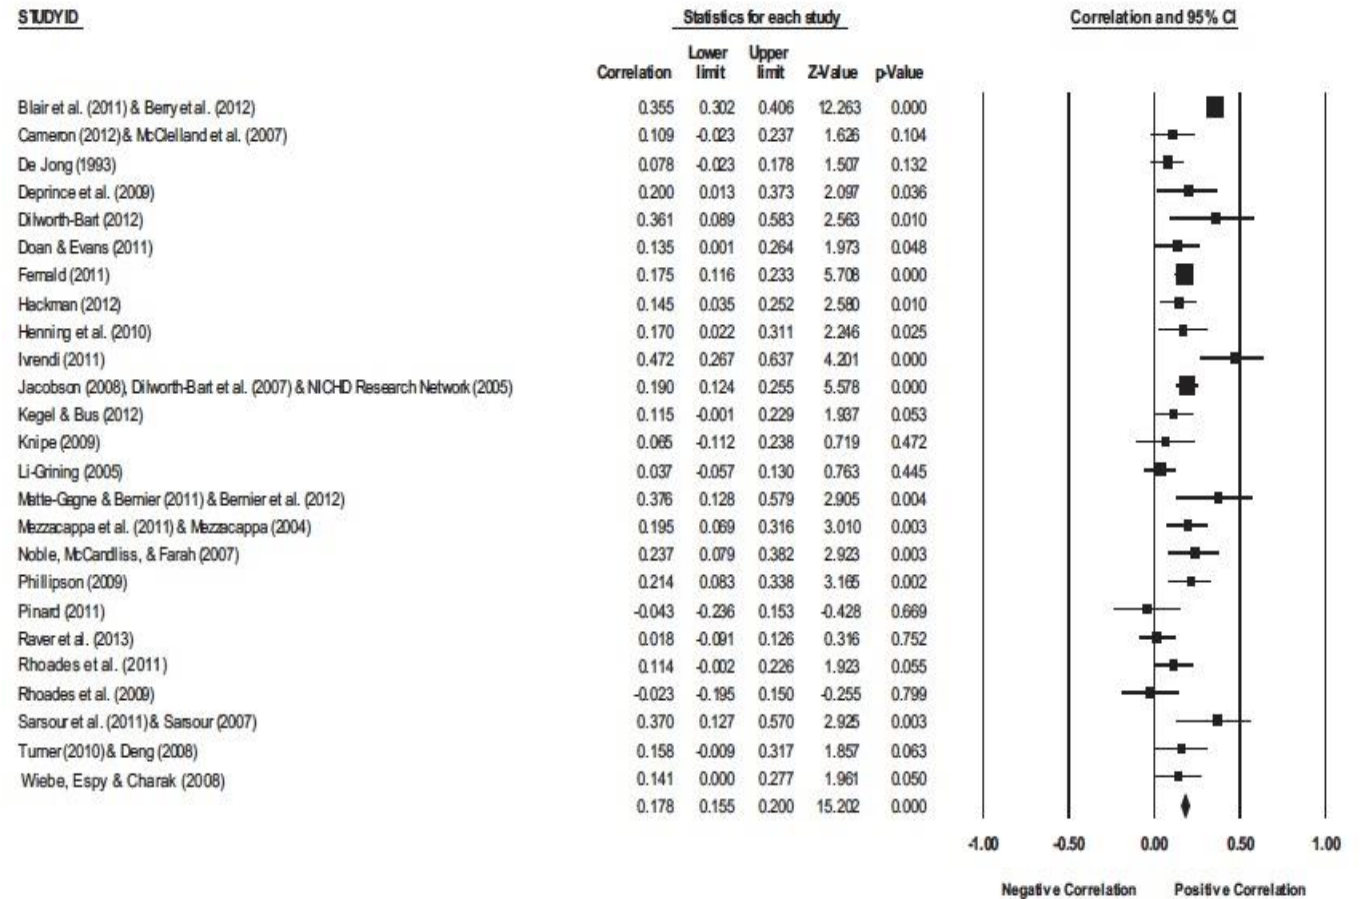 STUDY ID Statistics for each study Correlation and 95% CI
Lower Upper
Correlation limit limit Z-Value p-Value
Blair et al. (2011) & Berry et al. (2012) 0.355 0.302 0.406 12.263 0.000
Cameron (2012) & McClelland et al. (2007) 0.109 -0.023 0.237 1.626 0.104
De Jong (1993) 0.078 -0.023 0.178 1.507 0.132
Deprince et al. (2009) 0.200 0.013 0.373 2.097 0.036
Dilworth-Bart (2012) 0.361 0.089 0.583 2.563 0.010
Doan & Evans (2011) 0.135 0.001 0.264 1.973 0.048
Fernald (2011) 0.175 0.116 0.233 5.708 0.000
Hackman (2012) 0.145 0.035 0.252 2.580 0.010
Henning et al. (2010) 0.170 0.022 0.311 2.246 0.025
Ivrendi (2011) 0.472 0.267 0.637 4.201 0.000
Jacobson (2008), Dilworth-Bart et al. (2007) & NICHD Research Network (2005) 0.190 0.124 0.255 5.578 0.000
Kegel & Bus (2012) 0.115 -0.001 0.229 1.937 0.053
Knipe (2009) 0.065 -0.112 0.238 0.719 0.472
Li-Grining (2005) 0.037 -0.057 0.130 0.763 0.445
Matte-Gagne & Bernier (2011) & Bernier et al. (2012) 0.376 0.128 0.579 2.905 0.004
Mezzacappa et al. (2011) & Mezzacappa (2004) 0.195 0.069 0.316 3.010 0.003
Noble, McCandliss, & Farah (2007) 0.237 0.079 0.382 2.923 0.003
Phillipson (2009) 0.214 0.083 0.338 3.165 0.002
Pinard (2011) -0.043 -0.236 0.153 -0.428 0.669
Raver et al. (2013) 0.018 -0.091 0.126 0.316 0.752
Rhoades et al. (2011) 0.114 -0.002 0.226 1.923 0.055
Rhoades et al. (2009) -0.023 -0.195 0.150 -0.255 0.799
Sarsour et al. (2011) & Sarsour (2007) 0.370 0.127 0.570 2.925 0.003
Turner (2010) & Deng (2008) 0.158 -0.009 0.317 1.857 0.063
Wiebe, Espy & Charak (2008) 0.141 0.000 0.277 1.961 0.050
0.178 0.155 0.200 15.202 0.000
-1.00 -0.50 0.00 0.50 1.00
Negative Correlation Positive Correlation